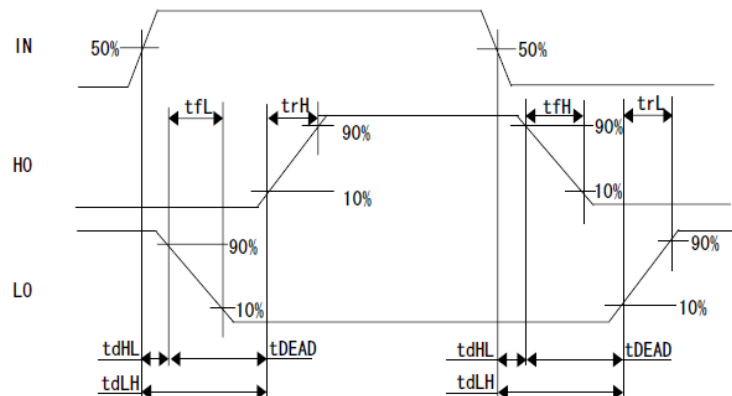 IN
50%
50%
tfL
trH
tfH
trL
HO
90%
90%
10%
10%
LO
90%
90%
10%
10%
tdHL
tDEAD
tdHL
tDEAD
tdLH
tdLH